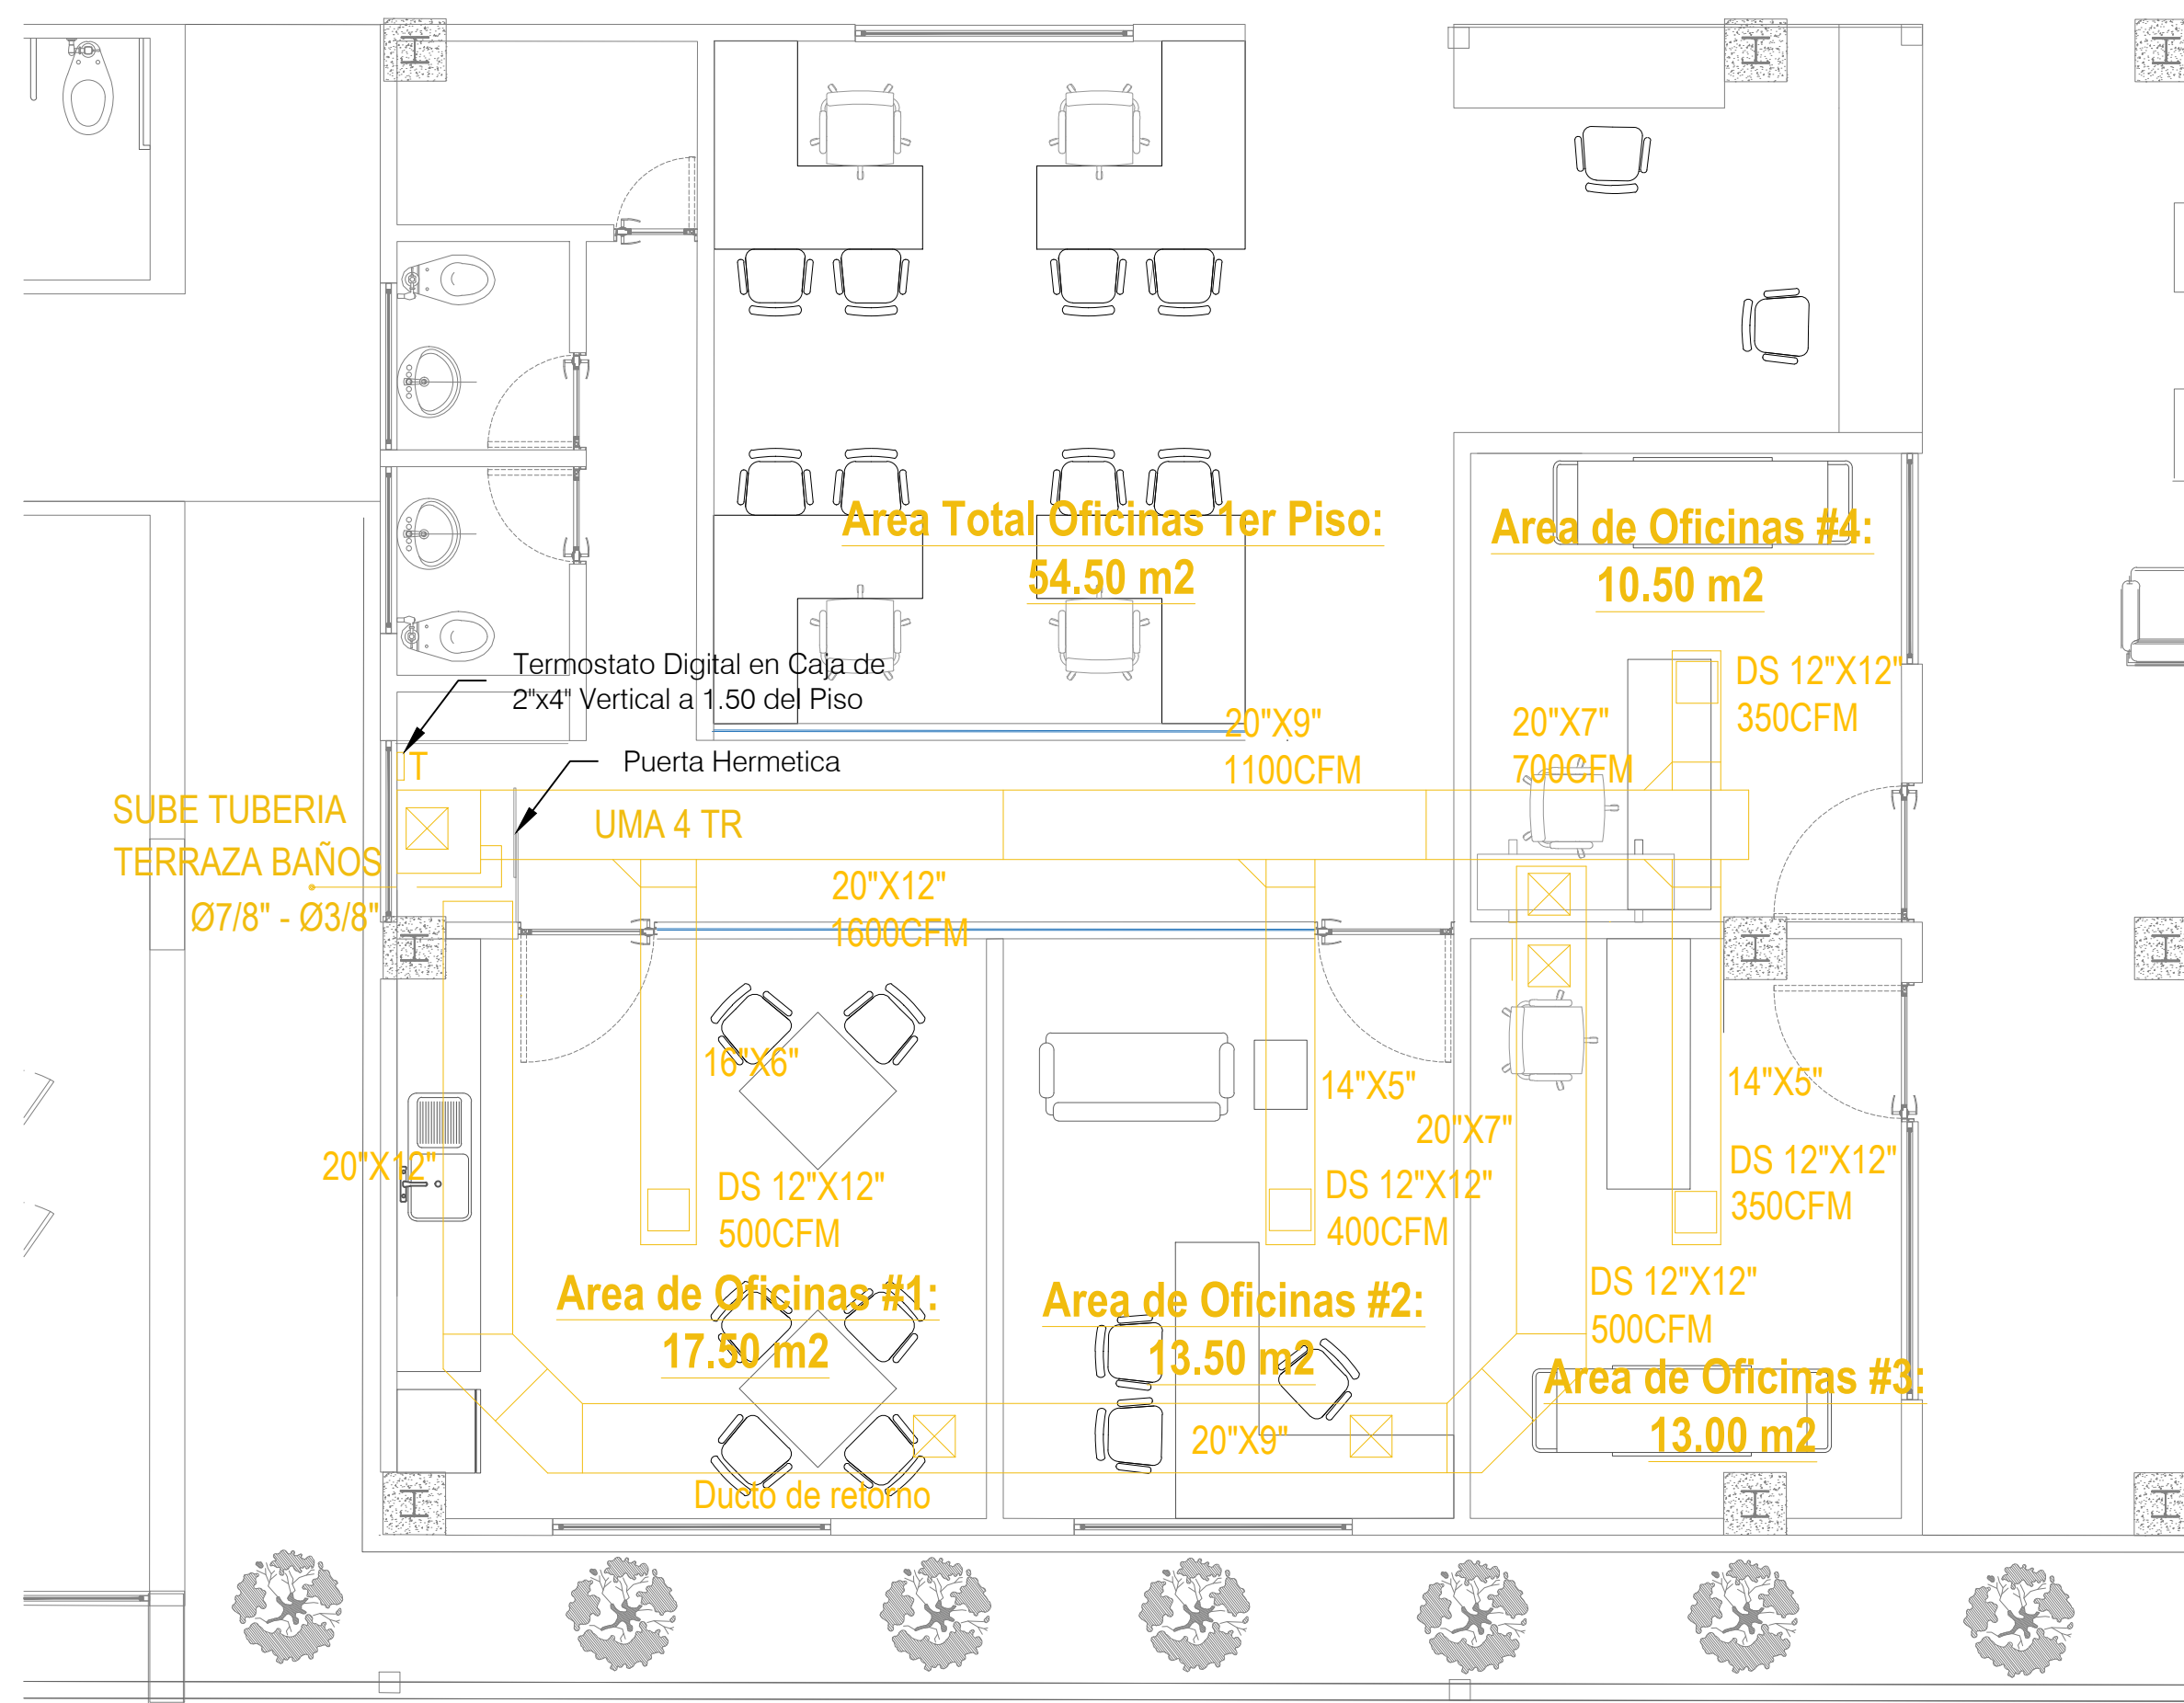 Area Total Oficinas 1er Piso:
54.50 m2
Area de Oficinas #4:
10.50 m2
Termostato Digital en Caja de
2"x4" Vertical a 1.50 del Piso
DS 12"X12"
350CFM
20"X9"
1100CFM
20"X7"
700CFM
T
Puerta Hermetica
SUBE TUBERIA
TERRAZA BAÑOS
Ø7/8" - Ø3/8"
UMA 4 TR
20"X12"
1600CFM
16"X6"
14"X5"
14"X5"
20"X7"
20"X12"
DS 12"X12"
500CFM
DS 12"X12"
400CFM
DS 12"X12"
350CFM
DS 12"X12"
500CFM
Area de Oficinas #1:
17.50 m2
Area de Oficinas #2:
13.50 m2
Area de Oficinas #3:
13.00 m2
20"X9"
Ducto de retorno